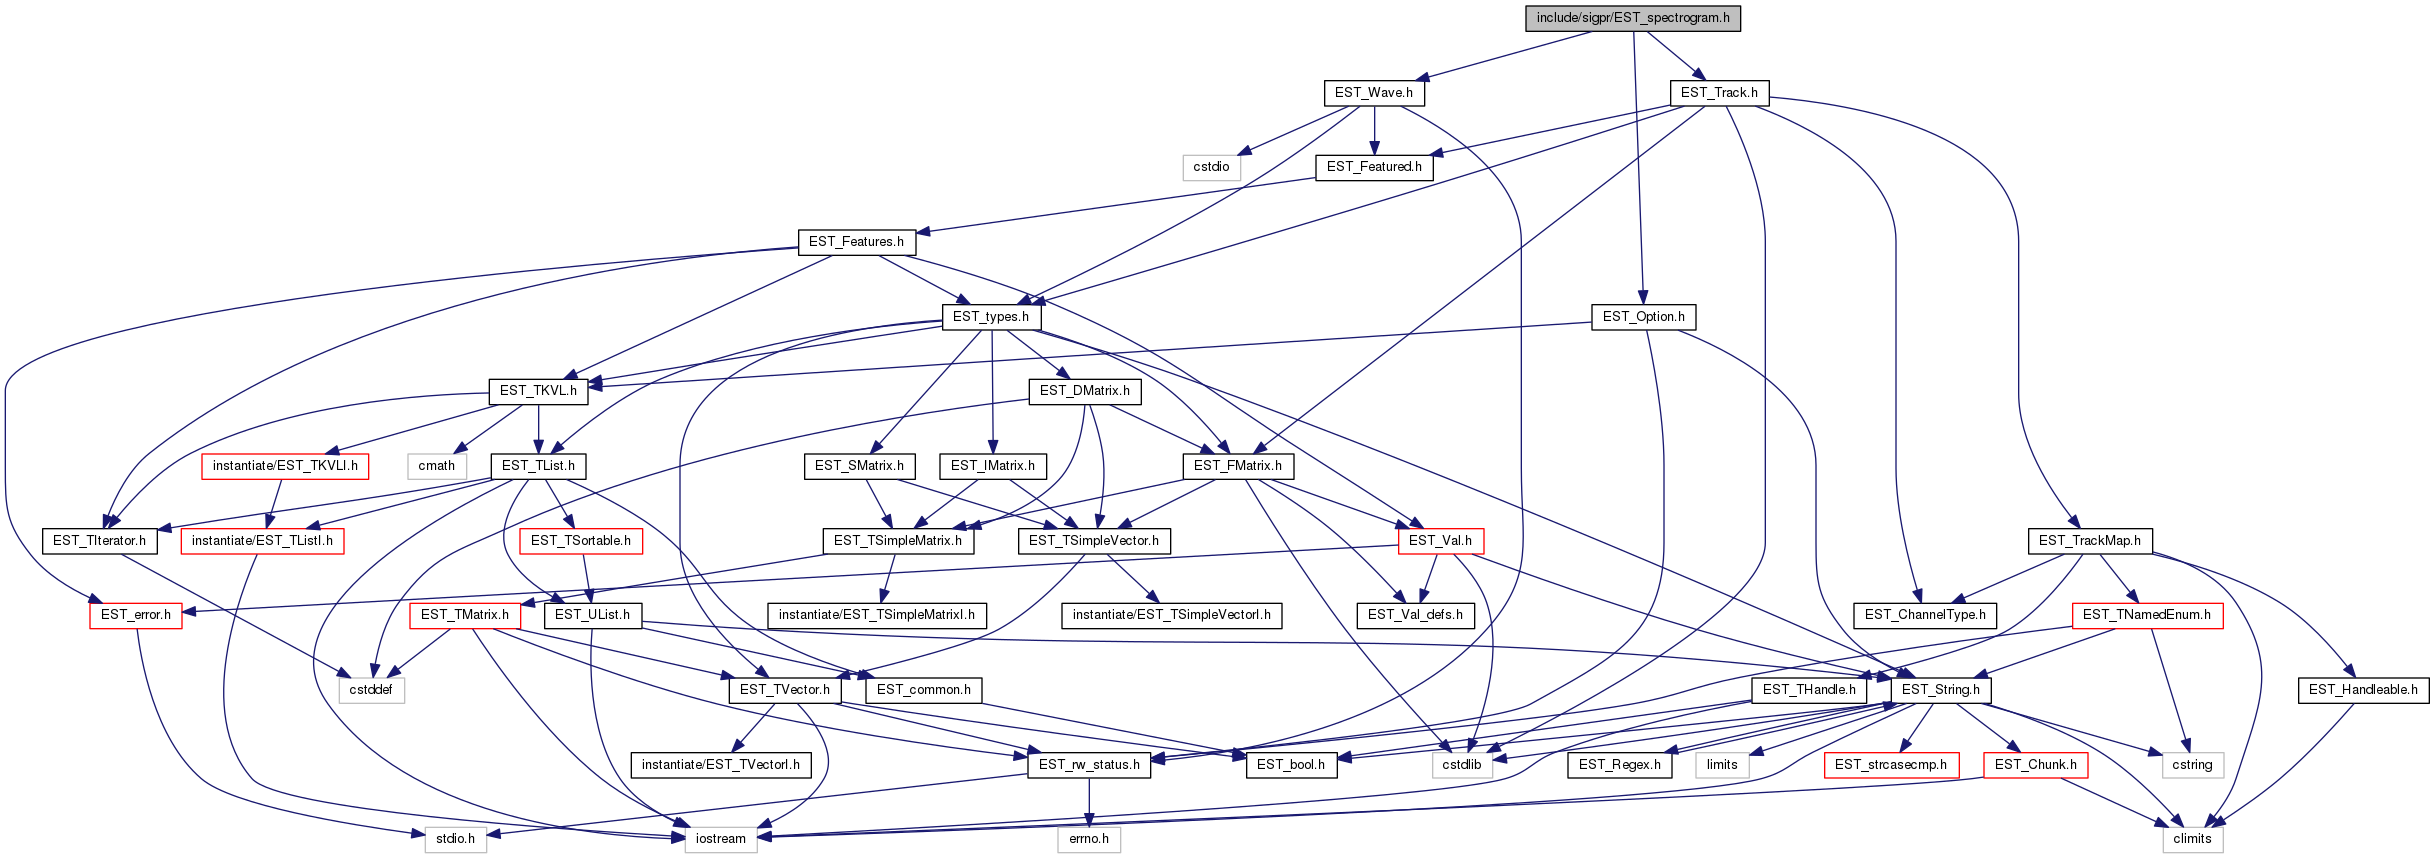 include/sigpr/EST_spectrogram.h
EST_Wave.h
EST_Track.h
cstdio
EST_Featured.h
EST_Features.h
EST_types.h
EST_Option.h
EST_TKVL.h
EST_DMatrix.h
instantiate/EST_TKVLI.h
cmath
EST_TList.h
EST_SMatrix.h
EST_IMatrix.h
EST_FMatrix.h
EST_TIterator.h
instantiate/EST_TListI.h
EST_TSortable.h
EST_TSimpleMatrix.h
EST_TSimpleVector.h
EST_Val.h
EST_TrackMap.h
EST_error.h
EST_TMatrix.h
EST_UList.h
instantiate/EST_TSimpleMatrixI.h
instantiate/EST_TSimpleVectorI.h
EST_Val_defs.h
EST_ChannelType.h
EST_TNamedEnum.h
cstddef
EST_TVector.h
EST_common.h
EST_THandle.h
EST_String.h
EST_Handleable.h
instantiate/EST_TVectorI.h
EST_rw_status.h
EST_bool.h
cstdlib
EST_Regex.h
limits
EST_strcasecmp.h
EST_Chunk.h
cstring
stdio.h
iostream
errno.h
climits